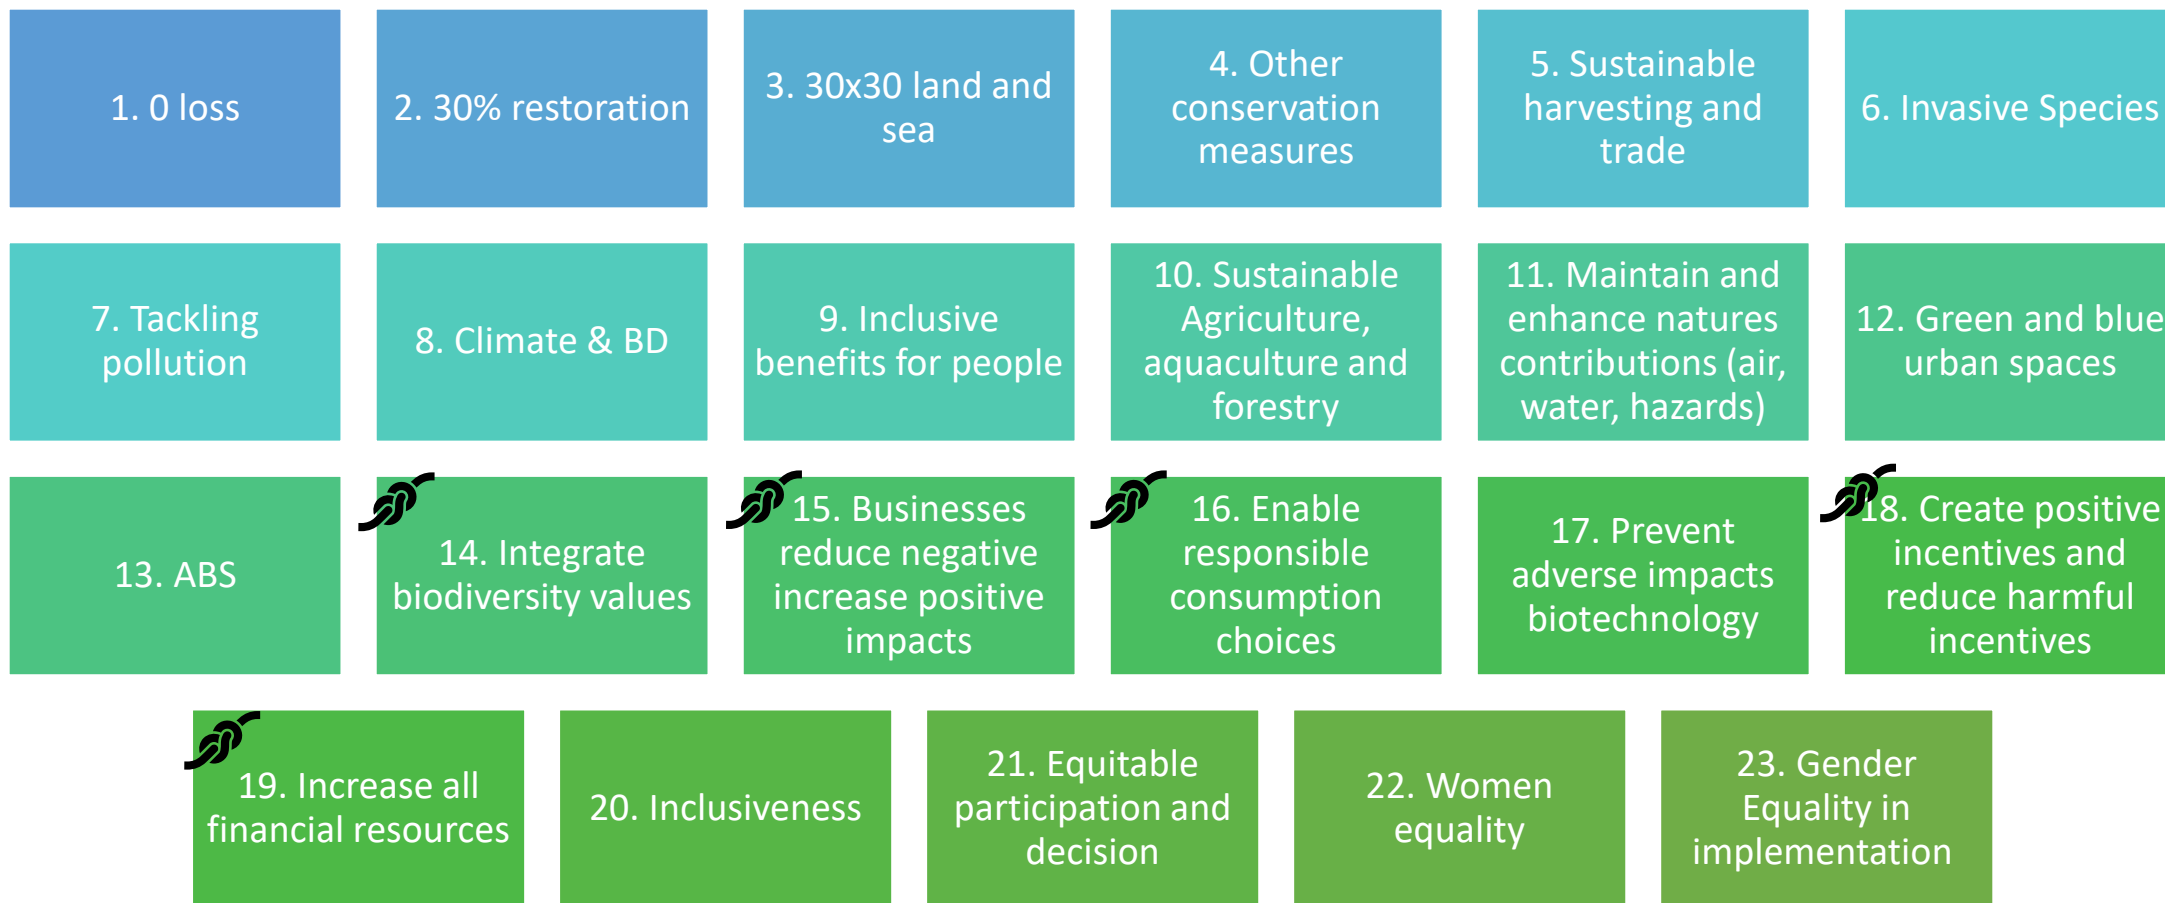 1. 0 loss
2. 30% restoration
3. 30x30 land and
sea
4. Other
conservation
measures
5. Sustainable
harvesting and
trade
6. Invasive Species
7. Tackling
pollution
8. Climate & BD
9. Inclusive
benefits for people
10. Sustainable
Agriculture,
aquaculture and
forestry
11. Maintain and
enhance natures
contributions (air,
water, hazards)
12. Green and blue
urban spaces
13. ABS
14. Integrate
biodiversity values
15. Businesses
reduce negative
increase positive
impacts
16. Enable
responsible
consumption
choices
17. Prevent
adverse impacts
biotechnology
18. Create positive
incentives and
reduce harmful
incentives
19. Increase all
financial resources
20. Inclusiveness
21. Equitable
participation and
decision
22. Women
equality
23. Gender
Equality in
implementation